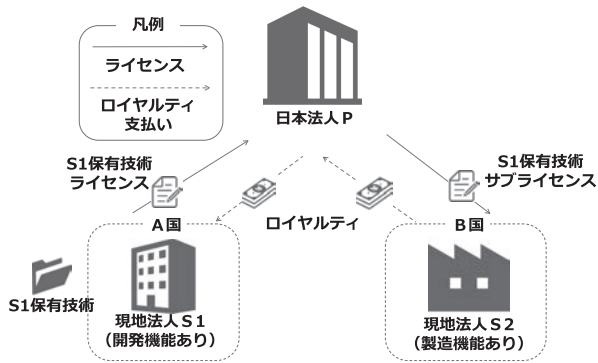 凡例
ライセンス
ロイヤルティ
支払い
日本法人P
S1保有技術
ライセンス
S1保有技術
サブライセンス
ロイヤルティ
A国
B国
S1保有技術
現地法人S1
（開発機能あり）
現地法人S2
（製造機能あり）